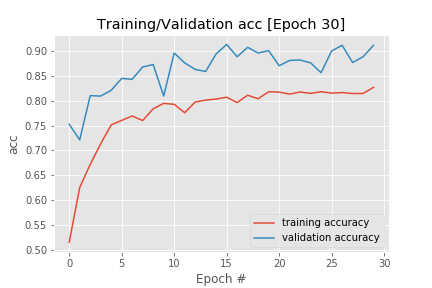 Training/Validation acc [Epoch 30]
acc
0.90
0.85
0.80
0.75
0.70
0.65
0.60
0.55
0.50
training accuracy
validation accuracy
0 5 10 15 20 25 30
Epoch #